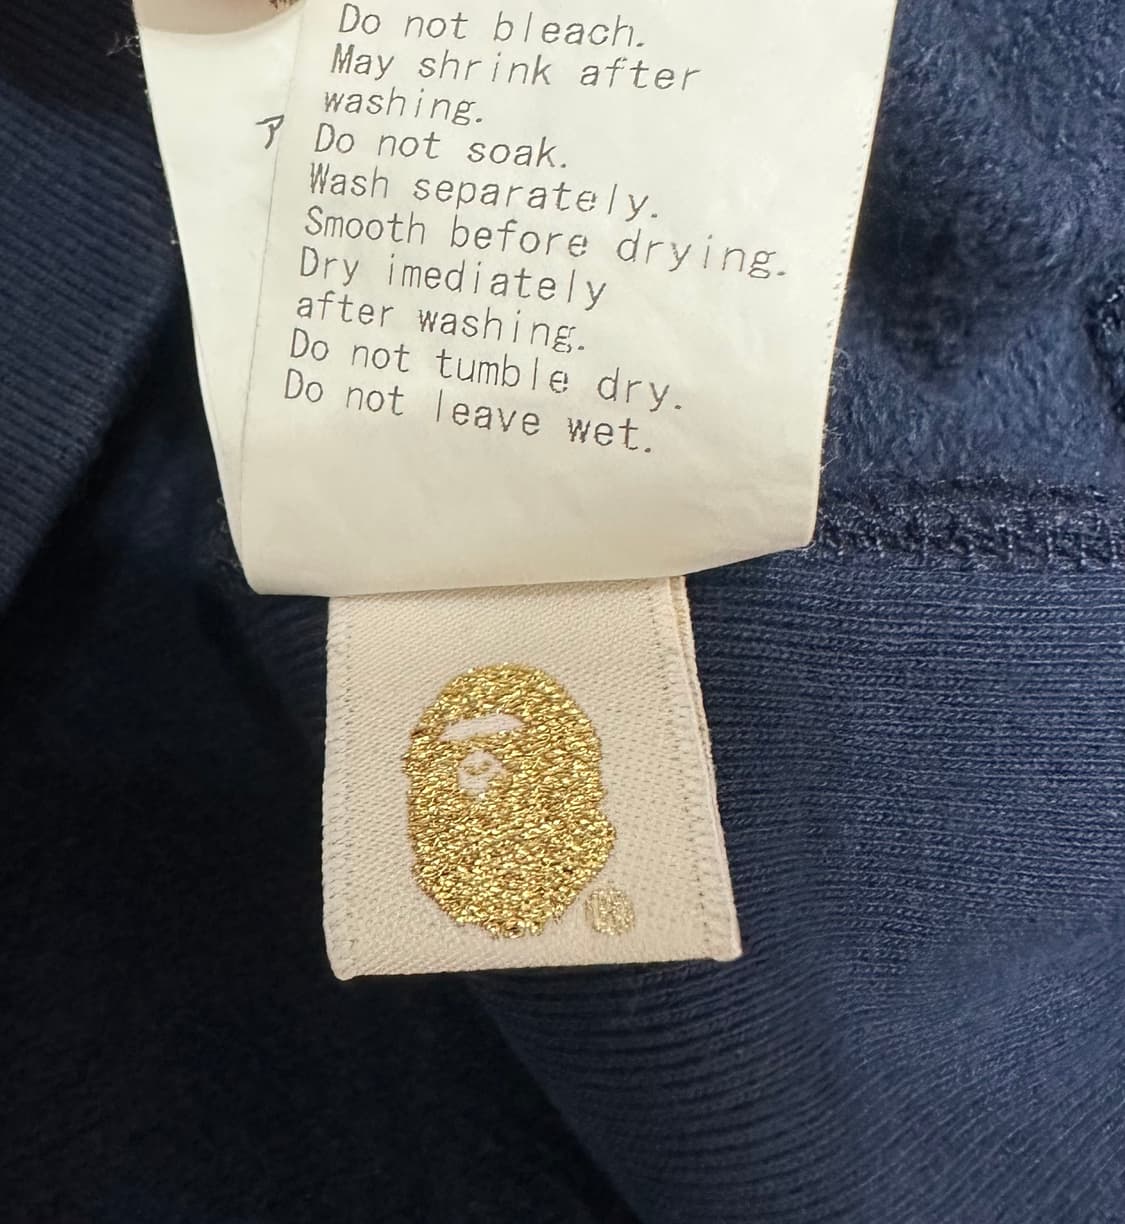 Do not bleach.
May shrink after
washing.
ア
Do not soak.
Wash separately.
Smooth before drying.
Dry imediately
after washing.
Do not tumble dry.
Do not leave wet.
®